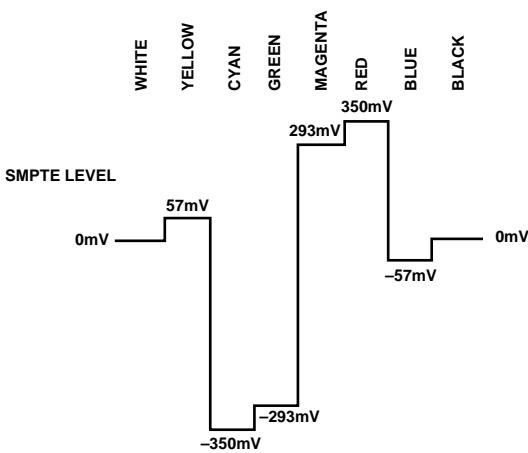 WHITE
YELLOW
CYAN
GREEN
MAGENTA
RED
BLUE
BLACK
350mV
293mV
SMPTE LEVEL
57mV
0mV
0mV
–57mV
–293mV
–350mV